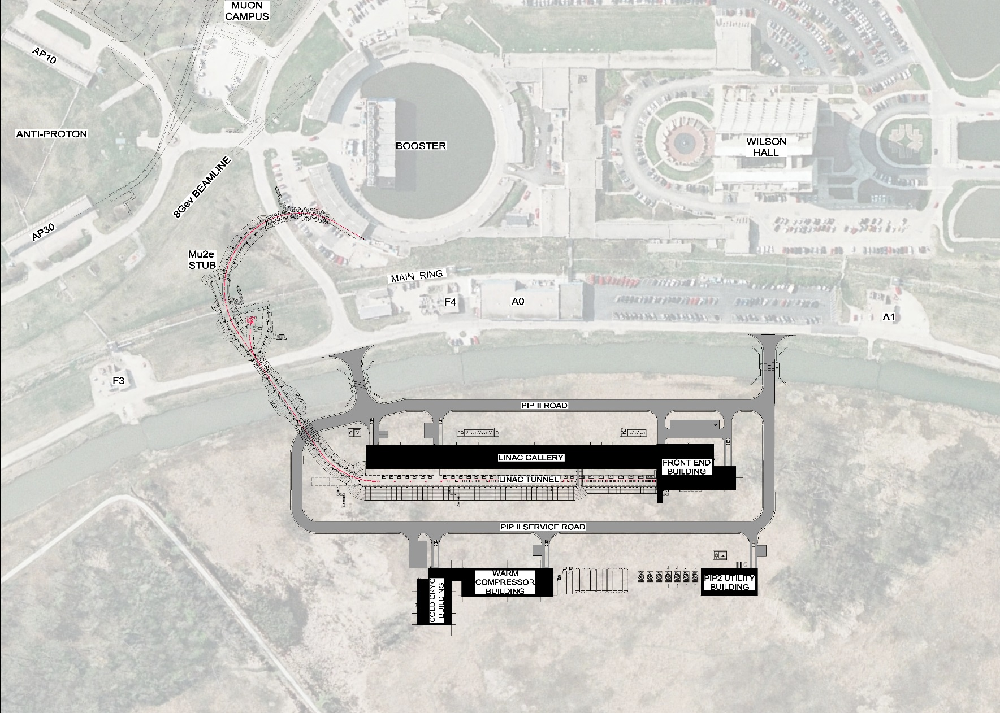 MUON
CAMPUS
AP10
ANTI-PROTON
BOOSTER
WILSON
HALL
8Gev BEAMLINE
AP30
Mu2e
STUB
MAIN RING
F4
A0
A1
F3
PIP II ROAD
LINAC GALLERY
FRONT END
BUILDING
LINAC TUNNEL
PIP II SERVICE ROAD
WARM
COMPRESSOR
BUILDING
COLD CRYO
BUILDING
PIP2 UTILITY
BUILDING